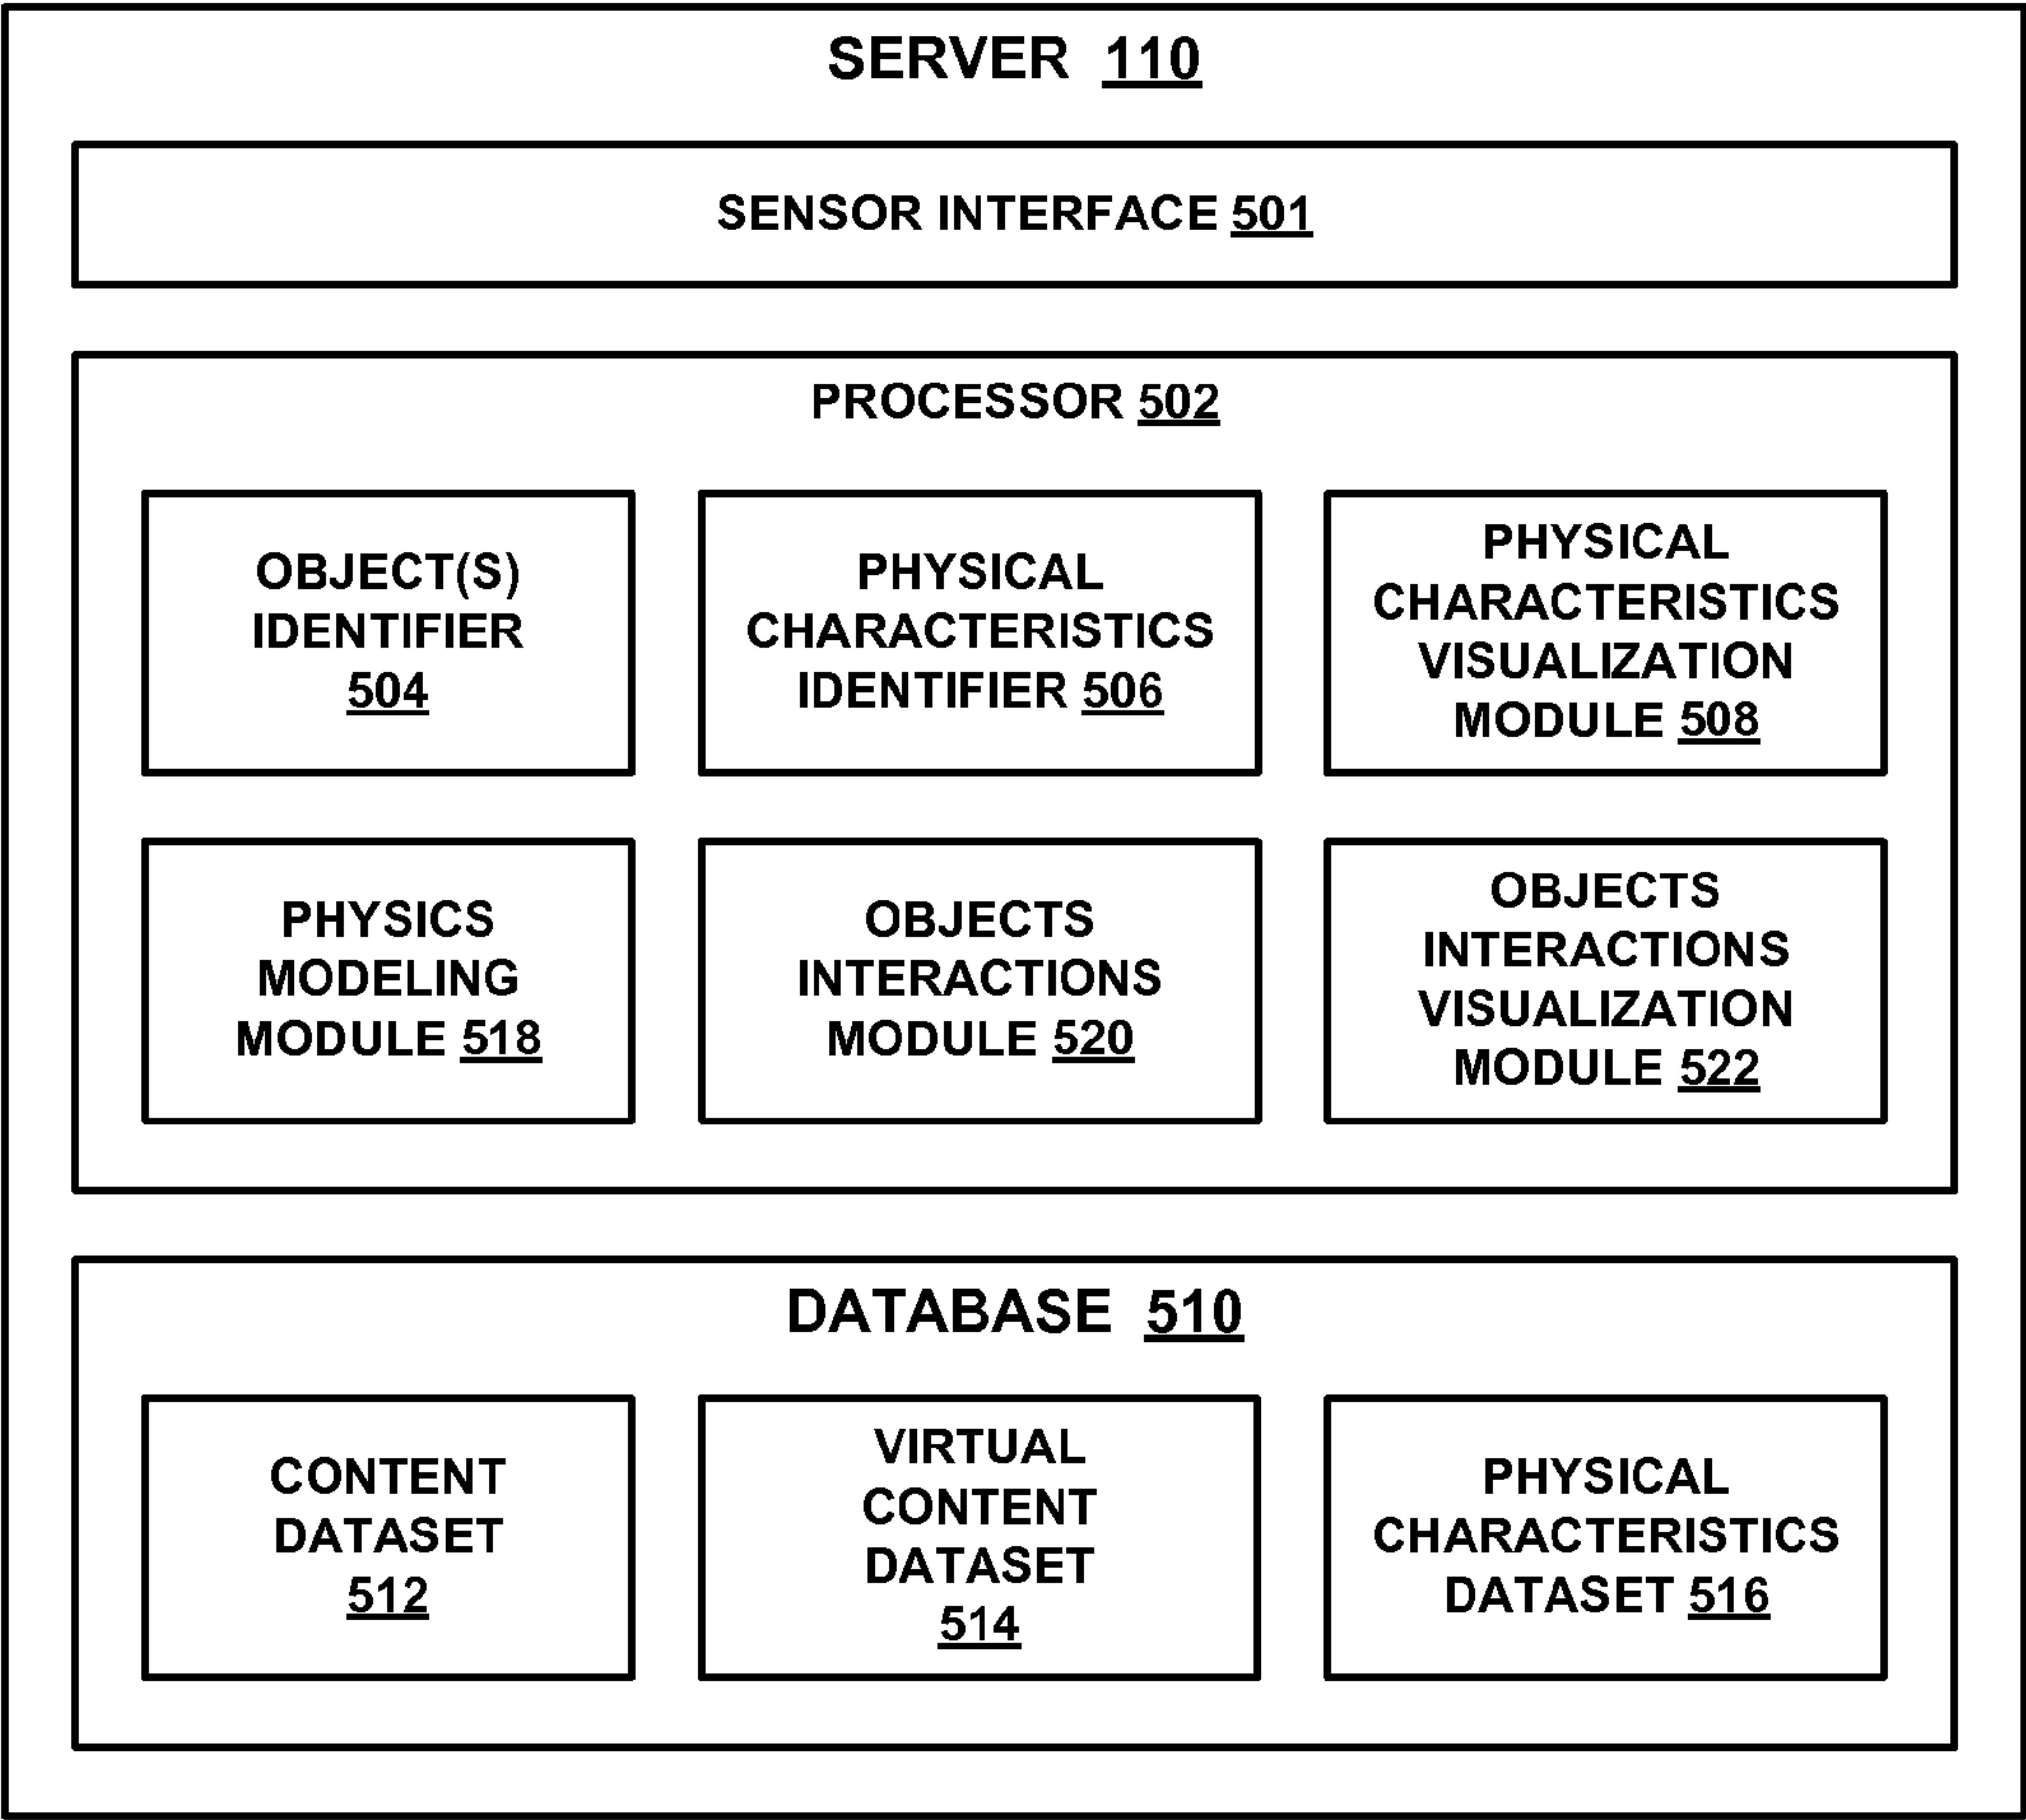 SERVER 110
SENSOR INTERFACE 501
PROCESSOR 502
OBJECT(S)
IDENTIFIER
504
PHYSICAL
CHARACTERISTICS
IDENTIFIER 506
PHYSICAL
CHARACTERISTICS
VISUALIZATION
MODULE 508
PHYSICS
MODELING
MODULE 518
OBJECTS
INTERACTIONS
MODULE 520
OBJECTS
INTERACTIONS
VISUALIZATION
MODULE 522
DATABASE 510
CONTENT
DATASET
512
VIRTUAL
CONTENT
DATASET
514
PHYSICAL
CHARACTERISTICS
DATASET 516